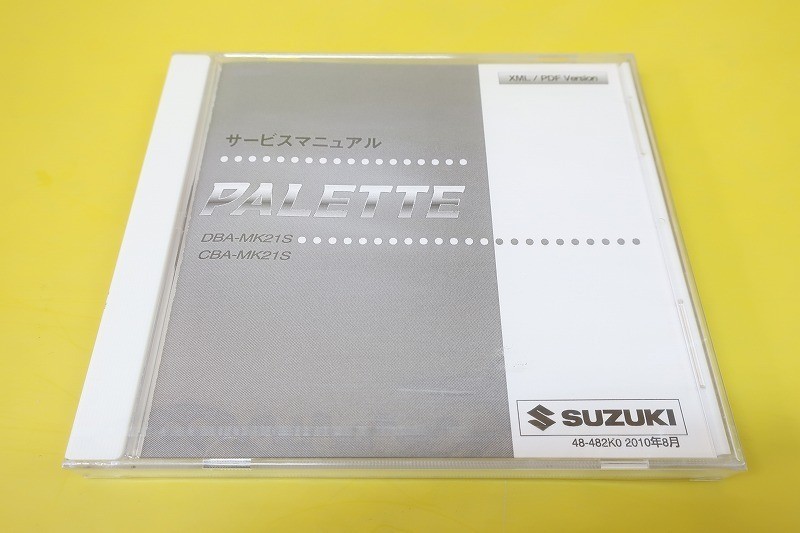 XML / PDF Version
サービスマニュアル
PALETTE
DBA-MK21S
CBA-MK21S
SUZUKI
48-482K0 2010年8月